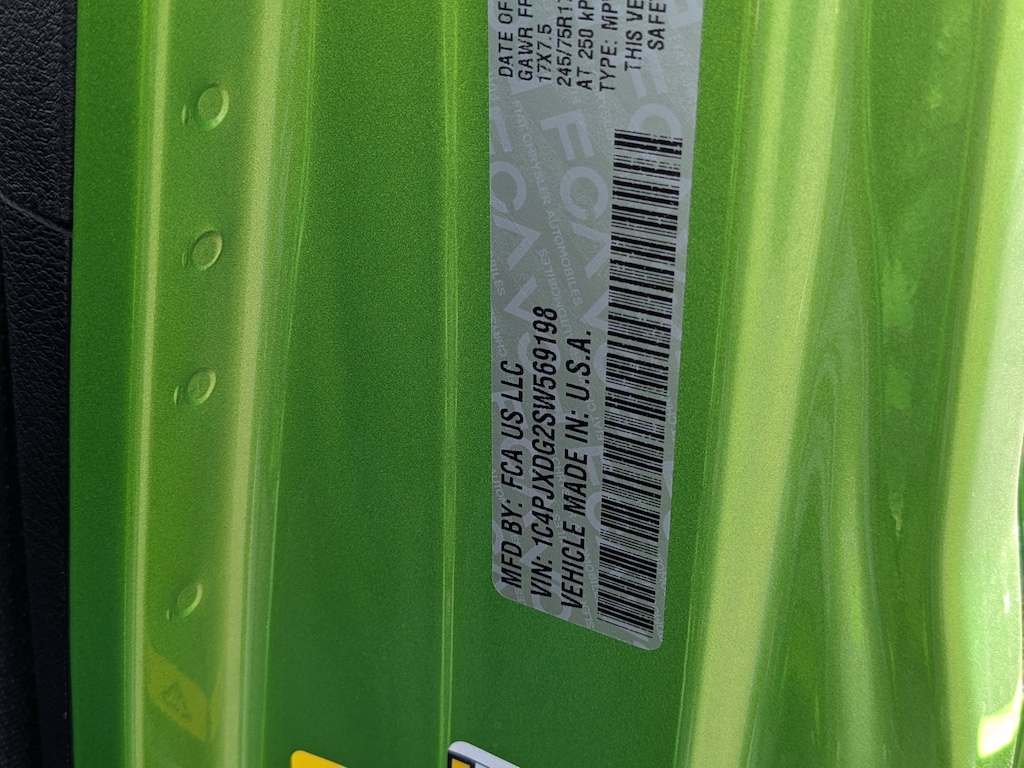 MFD BY: FCA US LLC
VIN: 1C4PJXDG2SW569198
VEHICLE MADE IN: U.S.A.
DATE OF
GAWR FR
17X7.5
245/75R17
AT 250 kP
TYPE: MP
THIS VE
SAFE